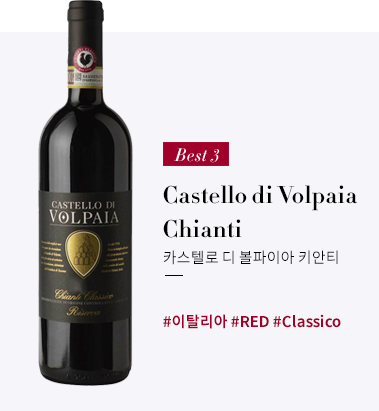 CASTELLO DI
VOLPAIA
Chianti Classico
Riserva
Best 3
Castello di Volpaia
Chianti
카스텔로 디 볼파이아 키안티
#이탈리아 #RED #Classico